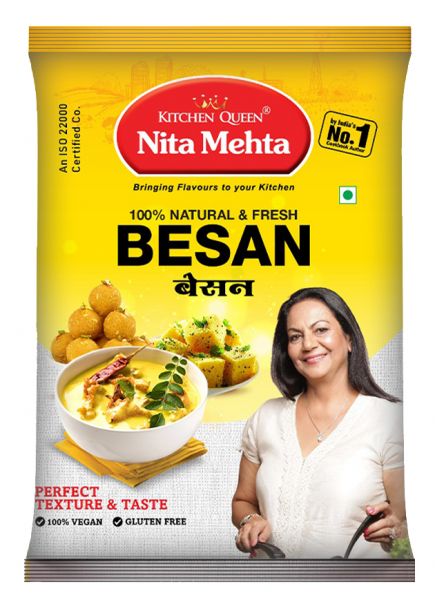 KITCHEN QUEEN®
Nita Mehta
An ISO 22000
Certified Co.
by India's
No.1
Cookbook Author
Bringing Flavours to your Kitchen
100% NATURAL & FRESH
BESAN
बेसन
PERFECT
TEXTURE & TASTE
100% VEGAN
GLUTEN FREE